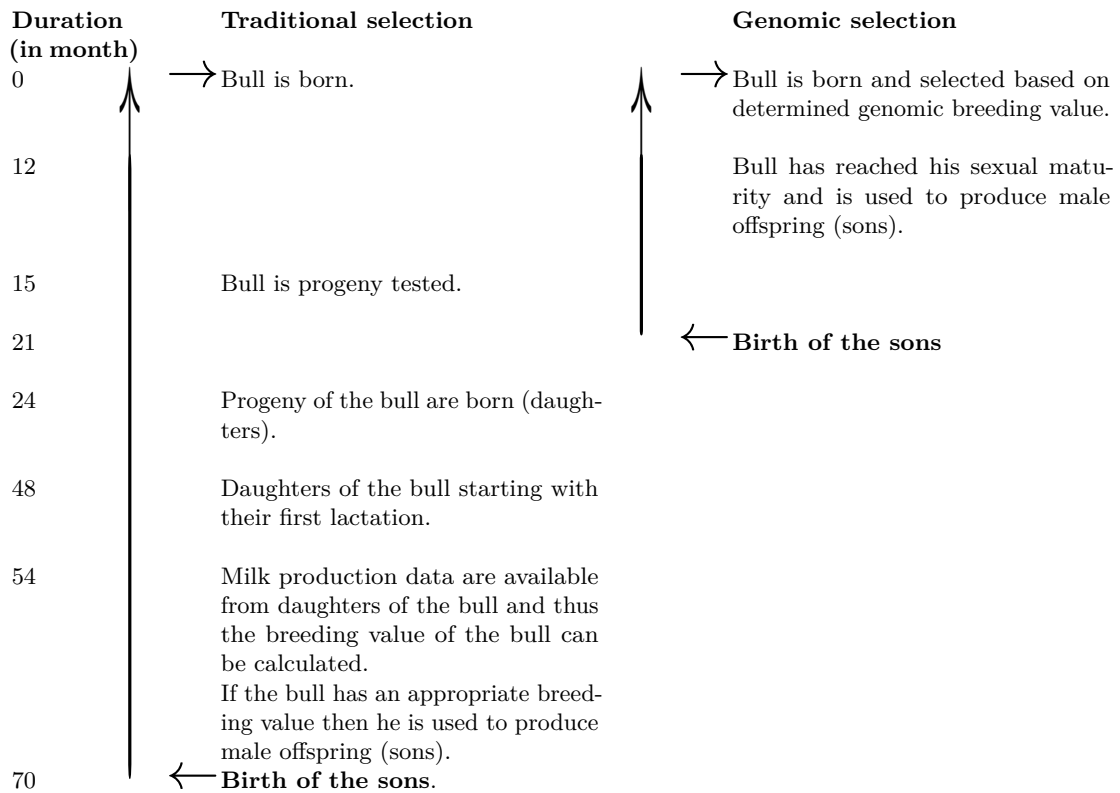 Duration Traditional selection Genomic selection
(in month)
0 Bull is born. Bull is born and selected based on
determined genomic breeding value.
12 Bull has reached his sexual matu-
rity and is used to produce male
offspring (sons).
15 Bull is progeny tested.
21 Birth of the sons
24 Progeny of the bull are born (daugh-
ters).
48 Daughters of the bull starting with
their first lactation.
54 Milk production data are available
from daughters of the bull and thus
the breeding value of the bull can
be calculated.
If the bull has an appropriate breed-
ing value then he is used to produce
male offspring (sons).
70 Birth of the sons.